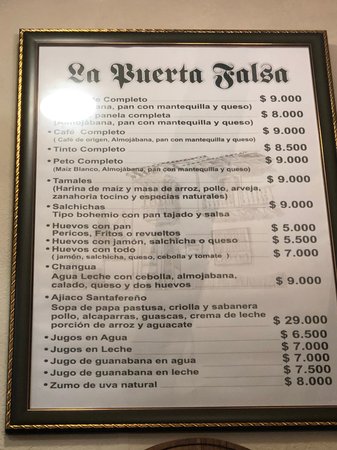 La Puerta Falsa
Completo $ 9.000
bana, pan con mantequilla y queso)
panela completa $ 8.000
(Almojábana, pan con mantequilla y queso)
• Café Completo $ 9.000
(Café de origen, Almojábana, pan con mantequilla y queso)
• Tinto Completo $ 8.500
• Peto Completo $ 9.000
(Maíz Blanco, Almojábana, pan con mantequilla y queso)
• Tamales $ 9.000
(Harina de maíz y masa de arroz, pollo, arveja,
zanahoria tocino y especias naturales)
• Salchichas $ 9.000
Tipo bohemio con pan tajado y salsa
• Huevos con pan $ 5.000
Pericos, Fritos o revueltos
• Huevos con jamón, salchicha o queso $ 5.500
• Huevos con todo $ 7.000
( jamón, salchicha, queso, cebolla y tomate )
• Changua
Agua Leche con cebolla, almojabana,
calado, queso y dos huevos $ 9.000
• Ajiaco Santafereño
Sopa de papa pastusa, criolla y sabanera
pollo, alcaparras, guascas, crema de leche
porción de arroz y aguacate $ 29.000
• Jugos en Agua $ 6.500
• Jugos en Leche $ 7.000
• Jugo de guanabana en agua $ 7.000
• Jugo de guanabana en leche $ 7.500
• Zumo de uva natural $ 8.000